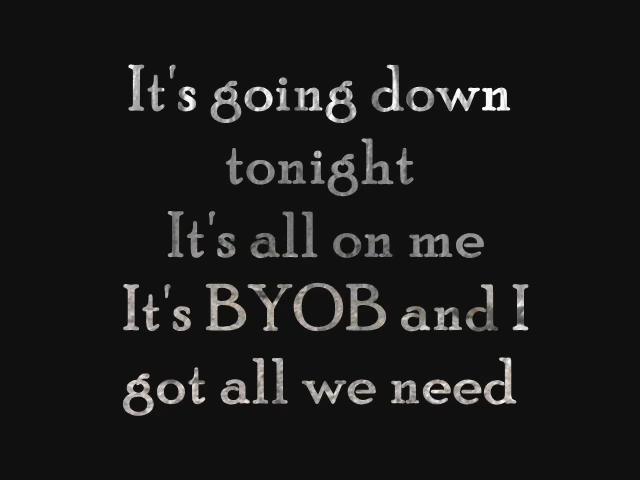 It's going down
tonight
It's all on me
It's BYOB and I
got all we need